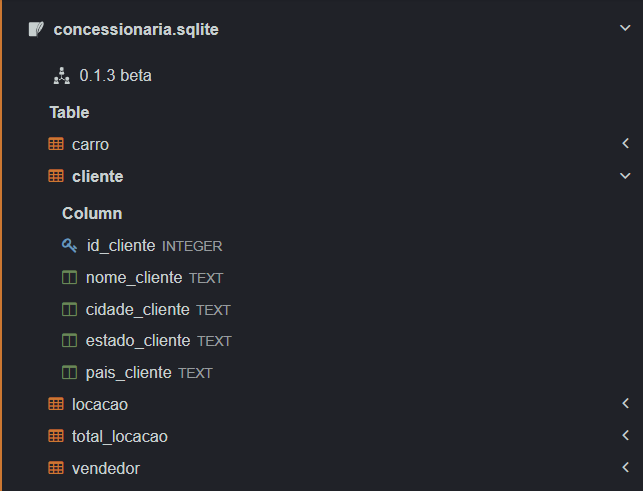 concessionaria.sqlite
0.1.3 beta
Table
carro
cliente
Column
id_cliente INTEGER
nome_cliente TEXT
cidade_cliente TEXT
estado_cliente TEXT
pais_cliente TEXT
locacao
total_locacao
vendedor